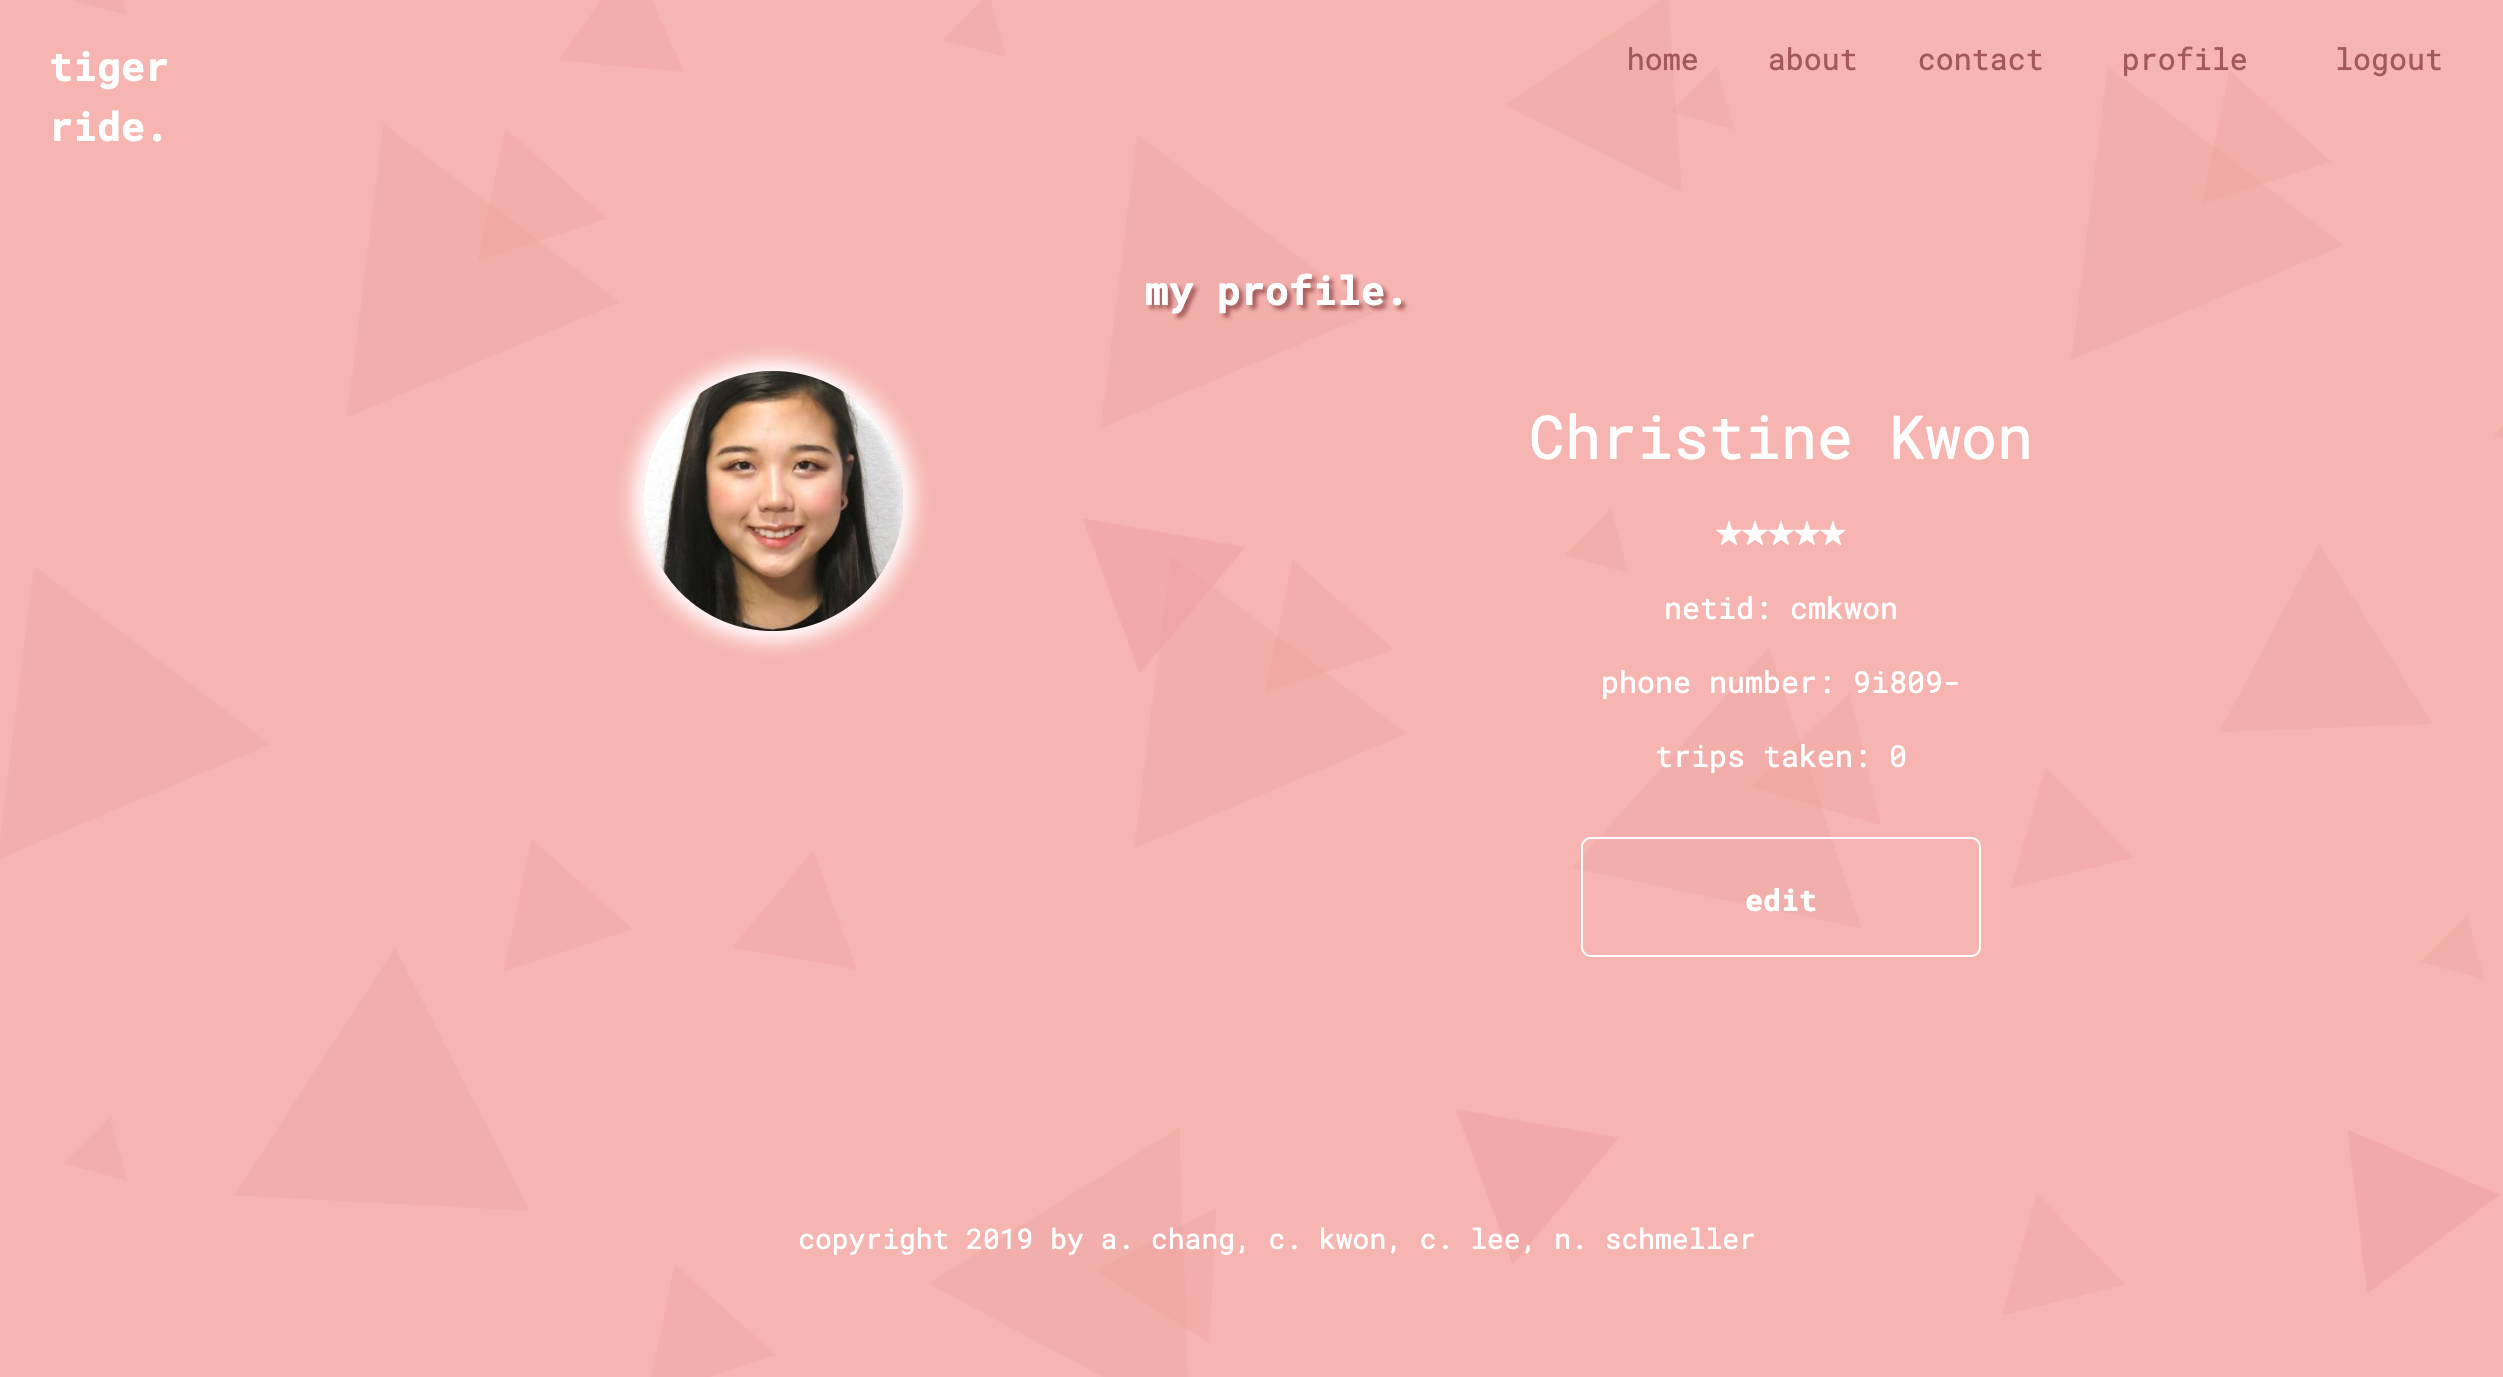 tiger
ride.
home about contact profile logout
my profile.
Christine Kwon
★★★★★
netid: cmkwon
phone number: 9i809-
trips taken: 0
edit
copyright 2019 by a. chang, c. kwon, c. lee, n. schmeller